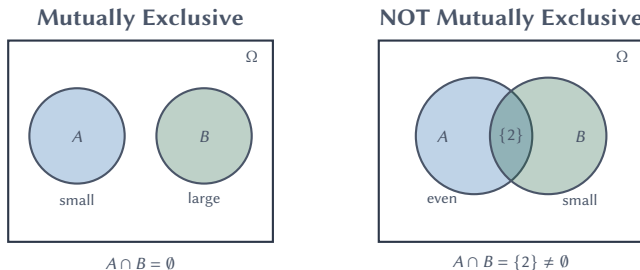 Mutually Exclusive
Ω
A
B
small
large
A ∩ B = ∅
NOT Mutually Exclusive
Ω
A
{2}
B
even
small
A ∩ B = {2} ≠ ∅